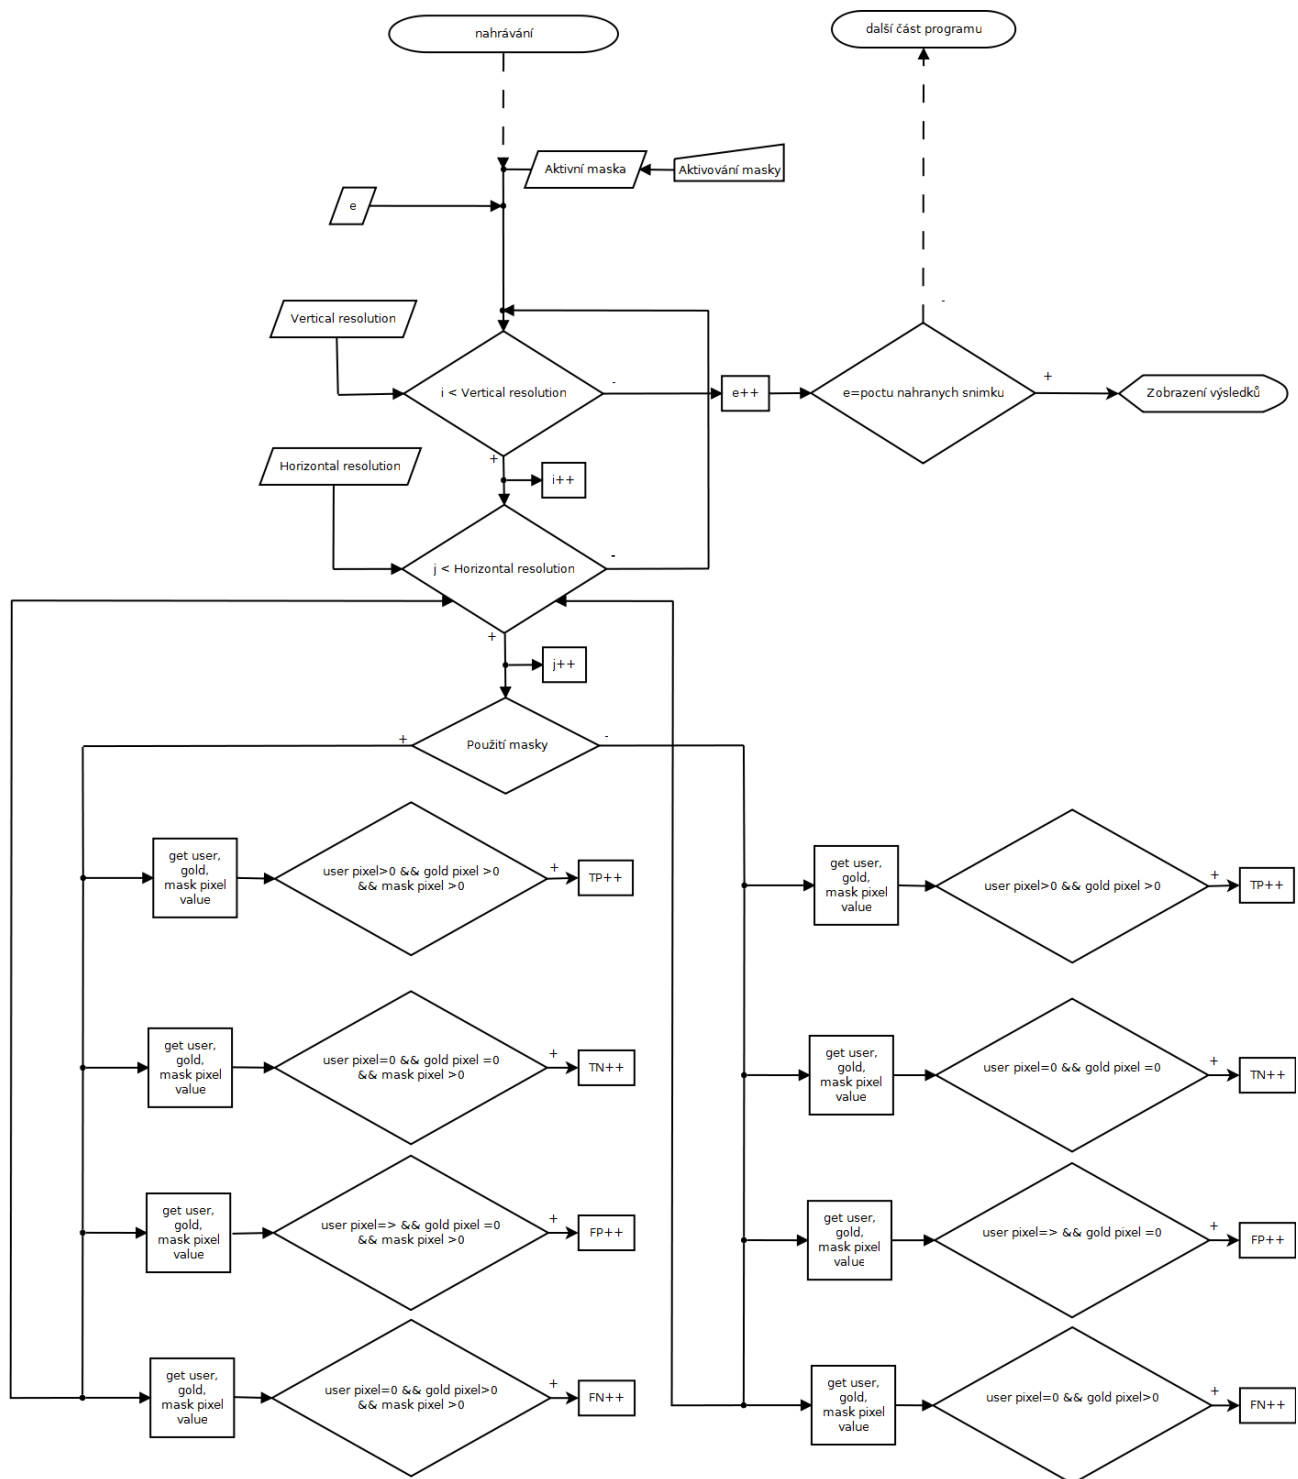 nahrávání
další část programu
Aktivní maska
Aktivování masky
e
-
Vertical resolution
i < Vertical resolution
-
e++
e=poctu nahranych snimku
+
Zobrazení výsledků
+
Horizontal resolution
i++
j < Horizontal resolution
-
+
j++
Použití masky
+
-
get user,
gold,
mask pixel
value
user pixel>0 && gold pixel >0
&& mask pixel >0
+
TP++
get user,
gold,
mask pixel
value
user pixel>0 && gold pixel >0
+
TP++
get user,
gold,
mask pixel
value
user pixel=0 && gold pixel =0
&& mask pixel >0
+
TN++
get user,
gold,
mask pixel
value
user pixel=0 && gold pixel =0
+
TN++
get user,
gold,
mask pixel
value
user pixel=> && gold pixel =0
&& mask pixel >0
+
FP++
get user,
gold,
mask pixel
value
user pixel=> && gold pixel =0
+
FP++
get user,
gold,
mask pixel
value
user pixel=0 && gold pixel>0
&& mask pixel >0
+
FN++
get user,
gold,
mask pixel
value
user pixel=0 && gold pixel>0
+
FN++